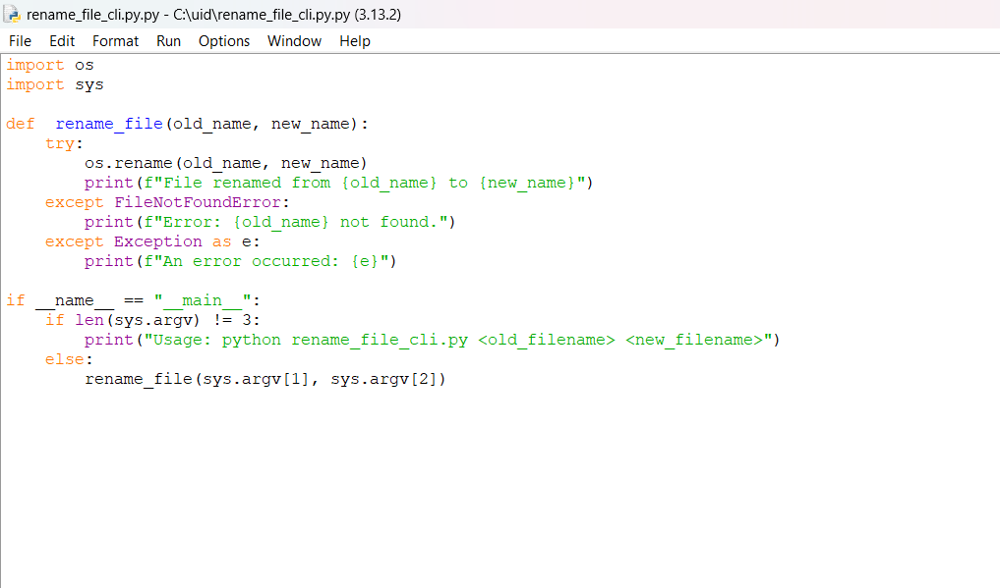 rename_file_cli.py.py - C:\uid\rename_file_cli.py.py (3.13.2)
File Edit Format Run Options Window Help
import os
import sys

def  rename_file(old_name, new_name):
    try:
        os.rename(old_name, new_name)
        print(f"File renamed from {old_name} to {new_name}")
    except FileNotFoundError:
        print(f"Error: {old_name} not found.")
    except Exception as e:
        print(f"An error occurred: {e}")

if __name__ == "__main__":
    if len(sys.argv) != 3:
        print("Usage: python rename_file_cli.py <old_filename> <new_filename>")
    else:
        rename_file(sys.argv[1], sys.argv[2])